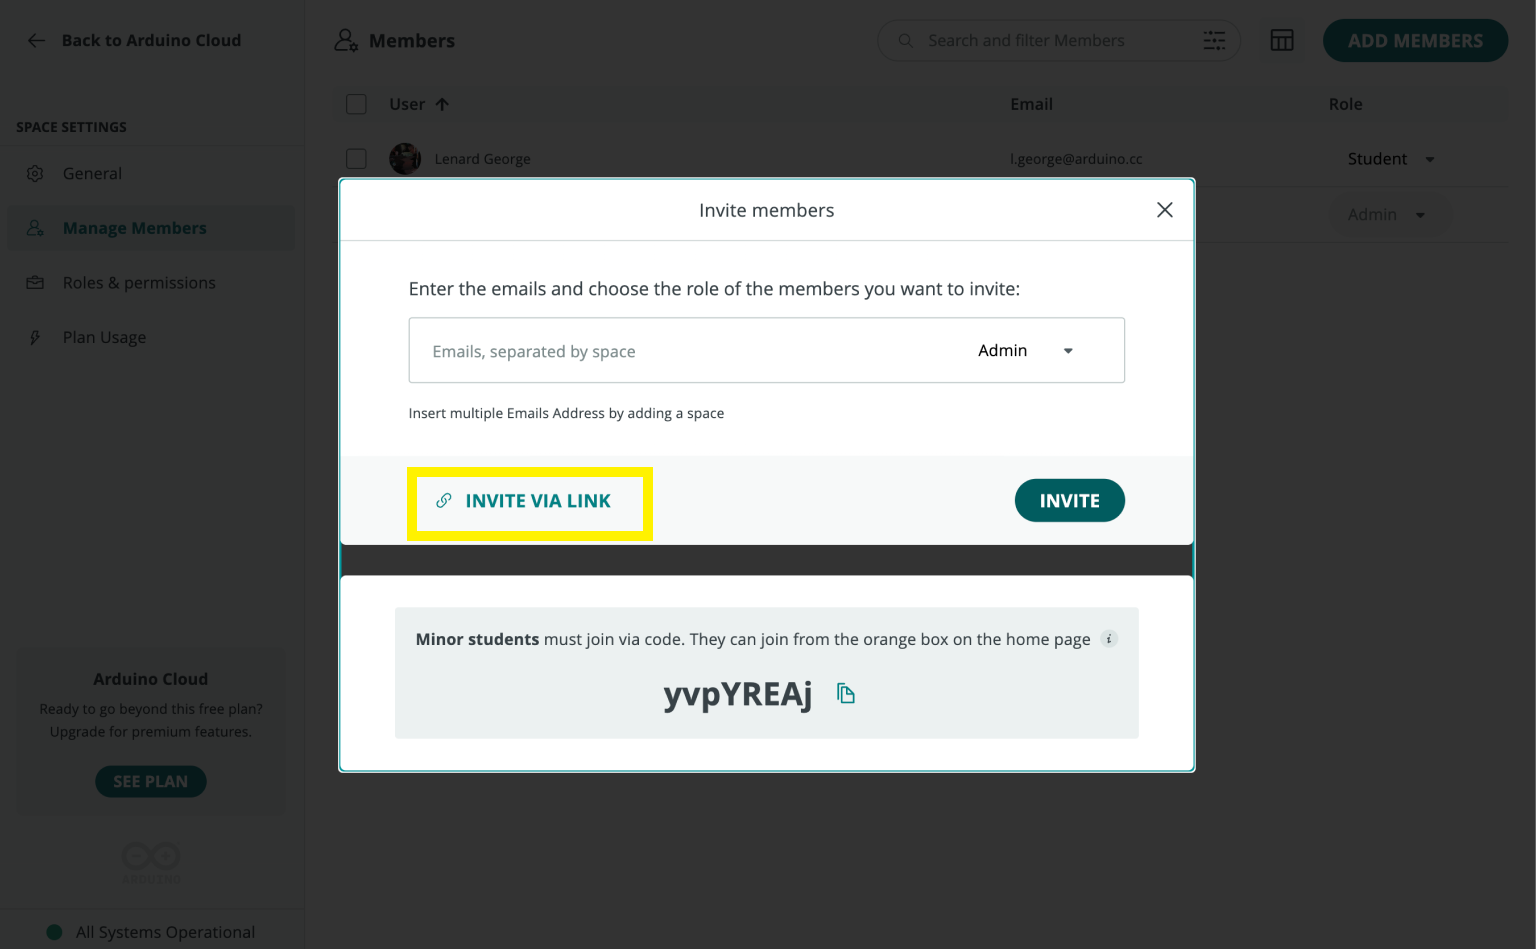 Back to Arduino Cloud
SPACE SETTINGS
General
Manage Members
Roles & permissions
Plan Usage
Arduino Cloud
Ready to go beyond this free plan?
Upgrade for premium features.
SEE PLAN
ARDUINO
All Systems Operational
Members
Search and filter Members
ADD MEMBERS
User Email Role
Lenard George l.george@arduino.cc Student
Admin
Invite members
Enter the emails and choose the role of the members you want to invite:
Emails, separated by space Admin
Insert multiple Emails Address by adding a space
INVITE VIA LINK INVITE
Minor students must join via code. They can join from the orange box on the home page i
yvpYREAj